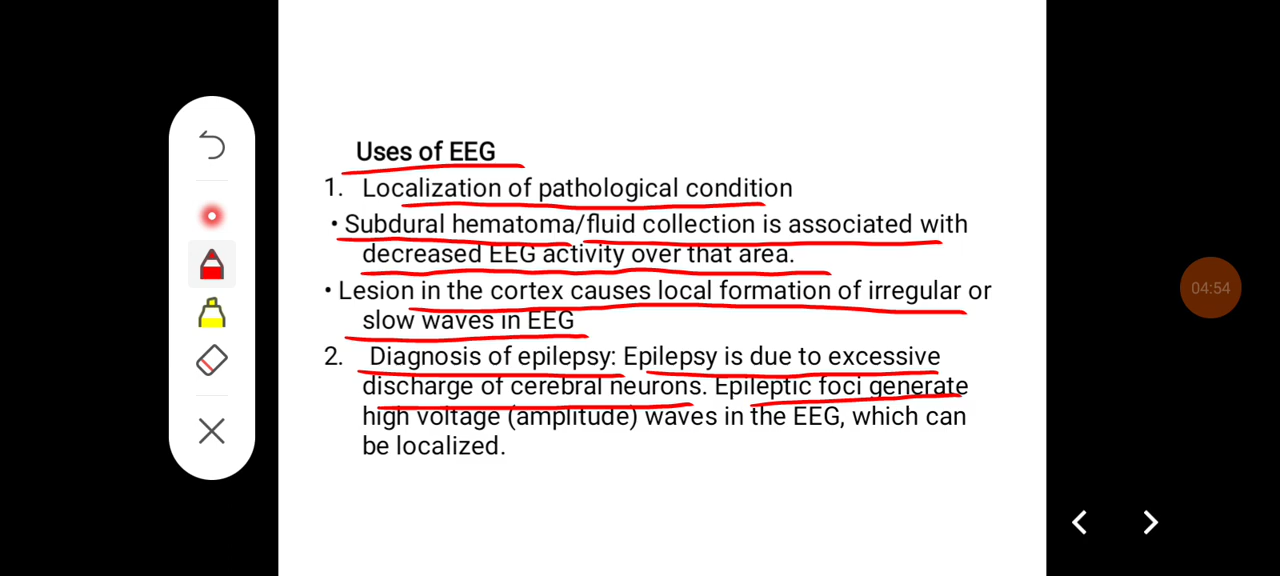 Uses of EEG
1. Localization of pathological condition
• Subdural hematoma/fluid collection is associated with
decreased EEG activity over that area.
• Lesion in the cortex causes local formation of irregular or
slow waves in EEG
2. Diagnosis of epilepsy: Epilepsy is due to excessive
discharge of cerebral neurons. Epileptic foci generate
high voltage (amplitude) waves in the EEG, which can
be localized.
04:54